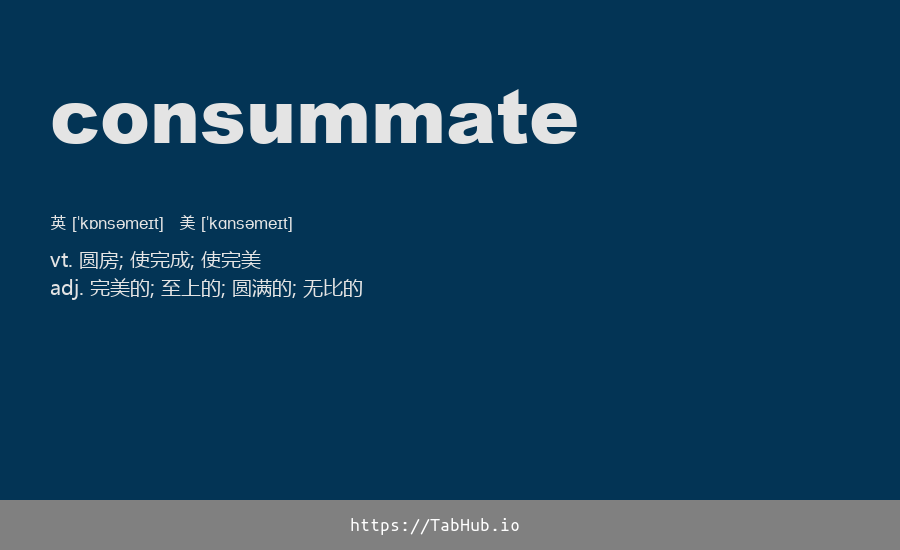 consummate
英 [ˈkɒnsəmeɪt] 美 [ˈkɑnsəmeɪt]
vt. 圆房; 使完成; 使完美
adj. 完美的; 至上的; 圆满的; 无比的
https://TabHub.io